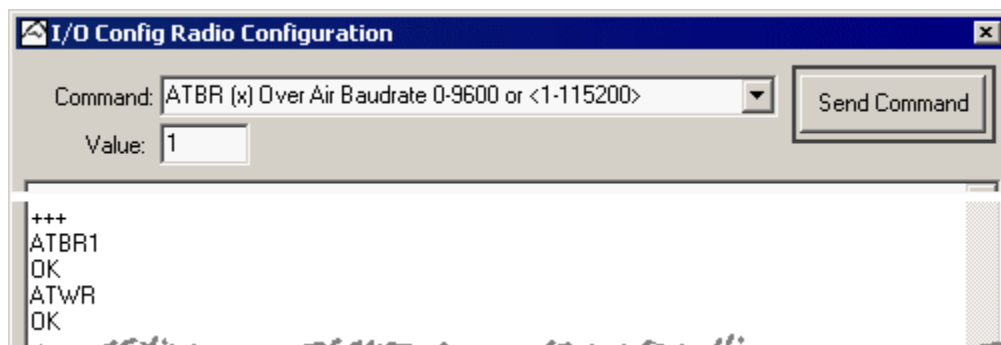 I/O Config Radio Configuration
Command: ATBR (x) Over Air Baudrate 0-9600 or <1-115200>
Send Command
Value: 1
+++
ATBR1
OK
ATWR
OK